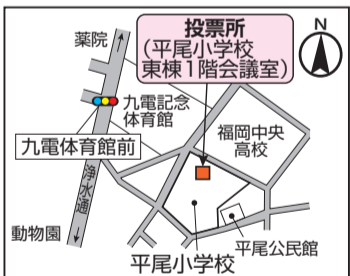 投票所
(平尾小学校
東棟1階会議室)
N
薬院
九電記念
体育館
福岡中央
高校
九電体育館前
浄水通
動物園
平尾公民館
平尾小学校